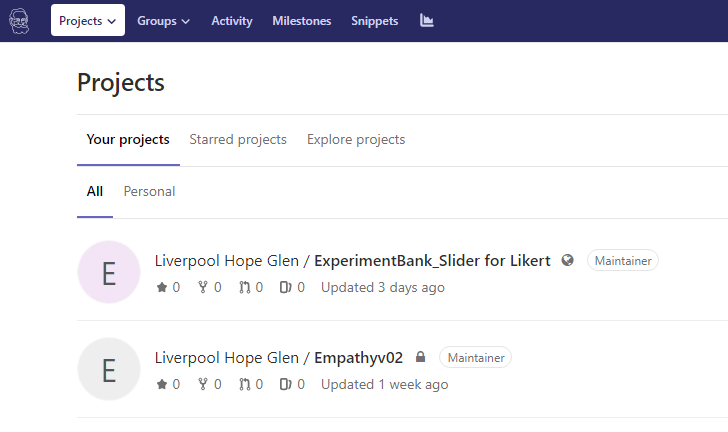 Projects Groups Activity Milestones Snippets
Projects
Your projects Starred projects Explore projects
All Personal
E
Liverpool Hope Glen / ExperimentBank_Slider for Likert Maintainer
0 0 0 0 Updated 3 days ago
E
Liverpool Hope Glen / Empathyv02 Maintainer
0 0 0 0 Updated 1 week ago